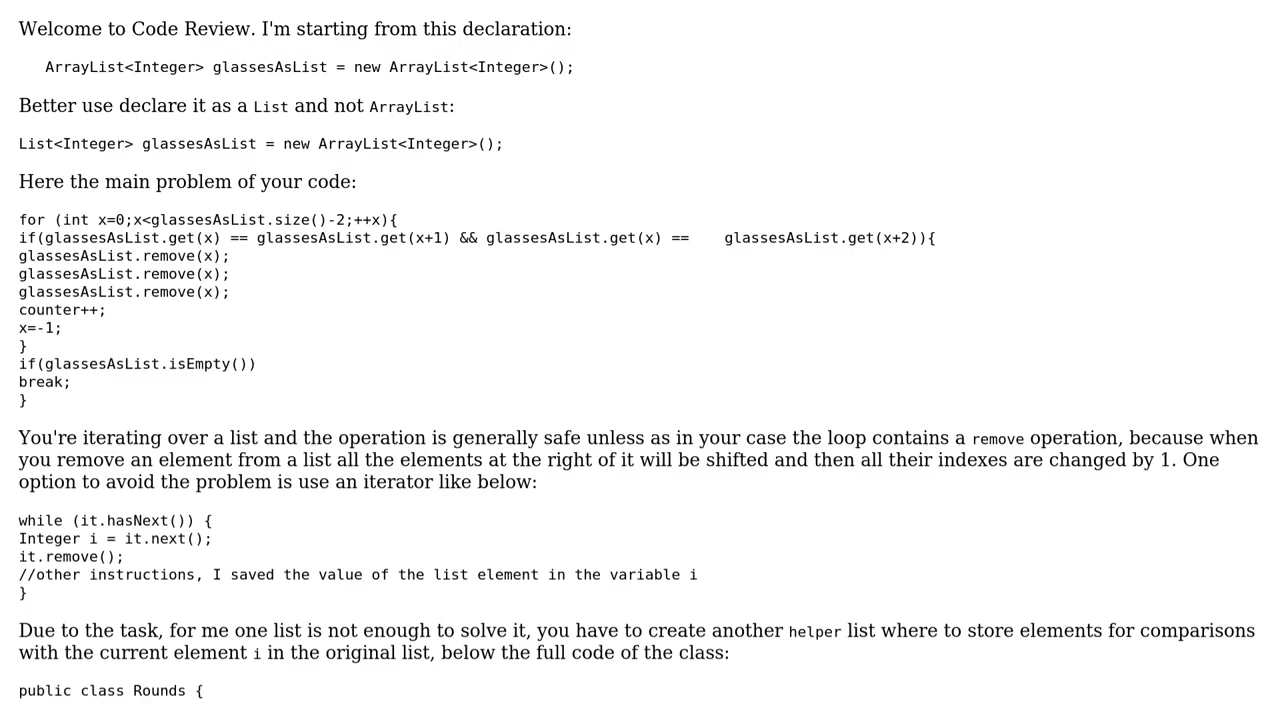 Welcome to Code Review. I'm starting from this declaration:
ArrayList<Integer> glassesAsList = new ArrayList<Integer>();
Better use declare it as a List and not ArrayList:
List<Integer> glassesAsList = new ArrayList<Integer>();
Here the main problem of your code:
for (int x=0;x<glassesAsList.size()-2;++x){
if(glassesAsList.get(x) == glassesAsList.get(x+1) && glassesAsList.get(x) ==    glassesAsList.get(x+2)){
glassesAsList.remove(x);
glassesAsList.remove(x);
glassesAsList.remove(x);
counter++;
x=-1;
}
if(glassesAsList.isEmpty())
break;
}
You're iterating over a list and the operation is generally safe unless as in your case the loop contains a remove operation, because when
you remove an element from a list all the elements at the right of it will be shifted and then all their indexes are changed by 1. One
option to avoid the problem is use an iterator like below:
while (it.hasNext()) {
Integer i = it.next();
it.remove();
//other instructions, I saved the value of the list element in the variable i
}
Due to the task, for me one list is not enough to solve it, you have to create another helper list where to store elements for comparisons
with the current element i in the original list, below the full code of the class:
public class Rounds {